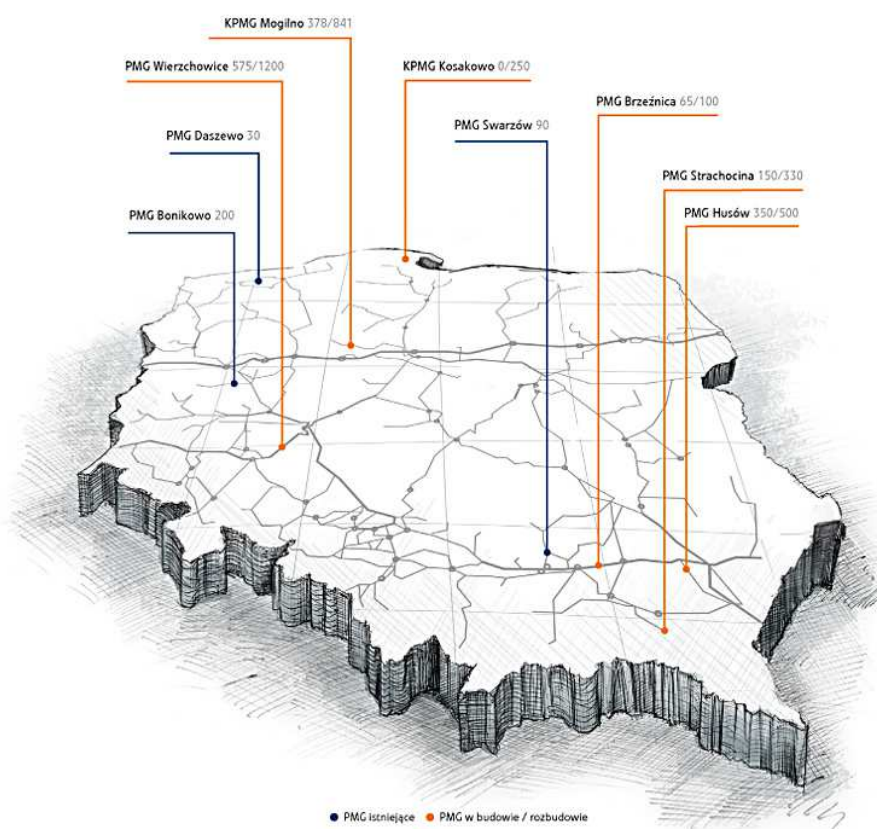 KPMG Mogilno 378/841
PMG Wierzchowice 575/1200
KPMG Kosakowo 0/250
PMG Brzeźnica 65/100
PMG Swarzów 90
PMG Daszewo 30
PMG Strachocina 150/330
PMG Husów 350/500
PMG Bonikowo 200
PMG istniejące PMG w budowie / rozbudowie